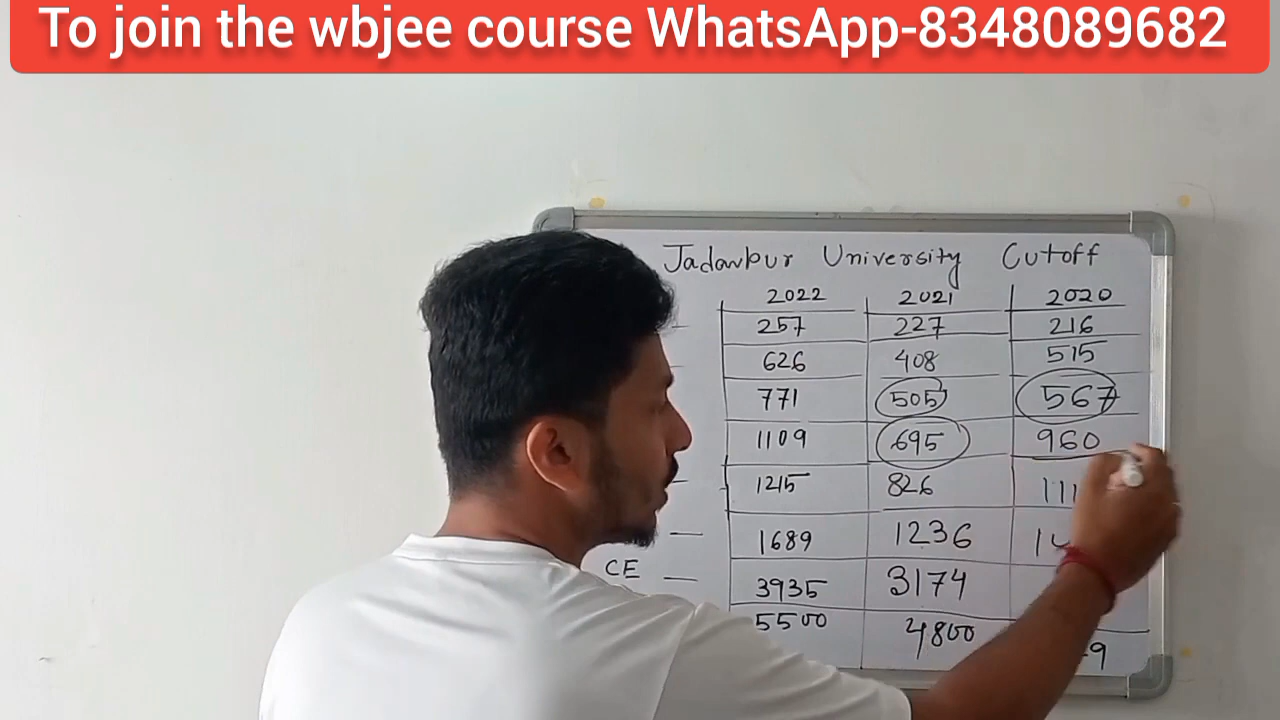 To join the wbjee course WhatsApp-8348089682
Jadavpur University Cutoff
2022 2021 2020
257 227 216
626 408 515
771 505 567
1109 695 960
1215 826
1689 1236
CE — 3935 3174
5500 4800